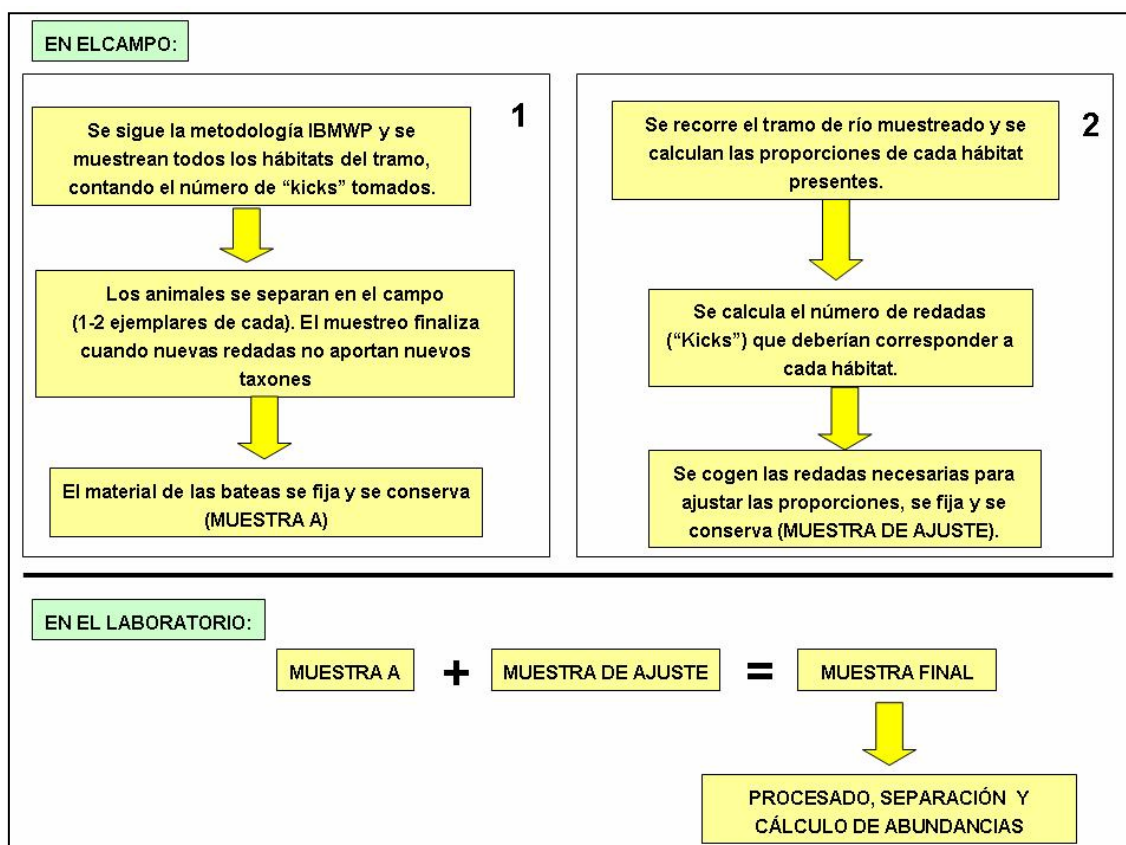 EN ELCAMPO:
1
Se sigue la metodología IBMWP y se
muestrean todos los hábitats del tramo,
contando el número de “kicks” tomados.
Los animales se separan en el campo
(1-2 ejemplares de cada). El muestreo finaliza
cuando nuevas redadas no aportan nuevos
taxones
El material de las bateas se fija y se conserva
(MUESTRA A)
2
Se recorre el tramo de río muestreado y se
calculan las proporciones de cada hábitat
presentes.
Se calcula el número de redadas
(“Kicks”) que deberían corresponder a
cada hábitat.
Se cogen las redadas necesarias para
ajustar las proporciones, se fija y se
conserva (MUESTRA DE AJUSTE).
EN EL LABORATORIO:
MUESTRA A + MUESTRA DE AJUSTE = MUESTRA FINAL
PROCESADO, SEPARACIÓN Y
CÁLCULO DE ABUNDANCIAS